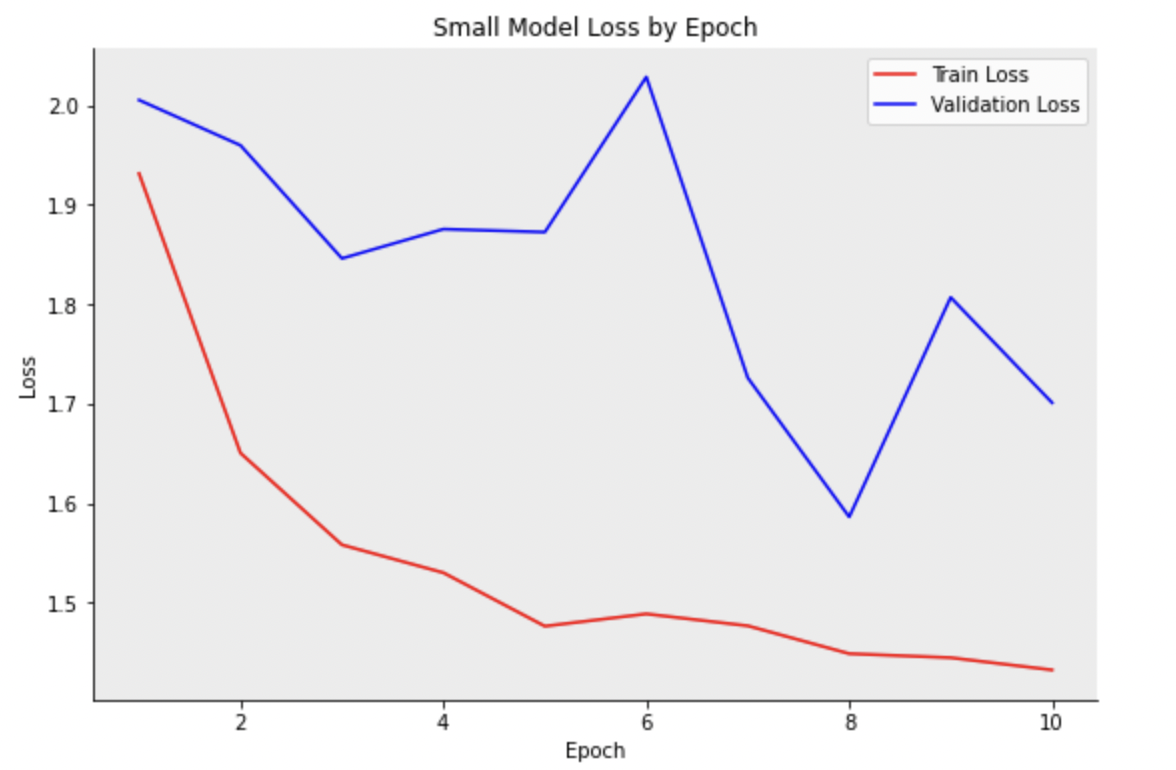 Small Model Loss by Epoch
Train Loss
Validation Loss
2.0
1.9
1.8
1.7
1.6
1.5
Loss
2 4 6 8 10
Epoch